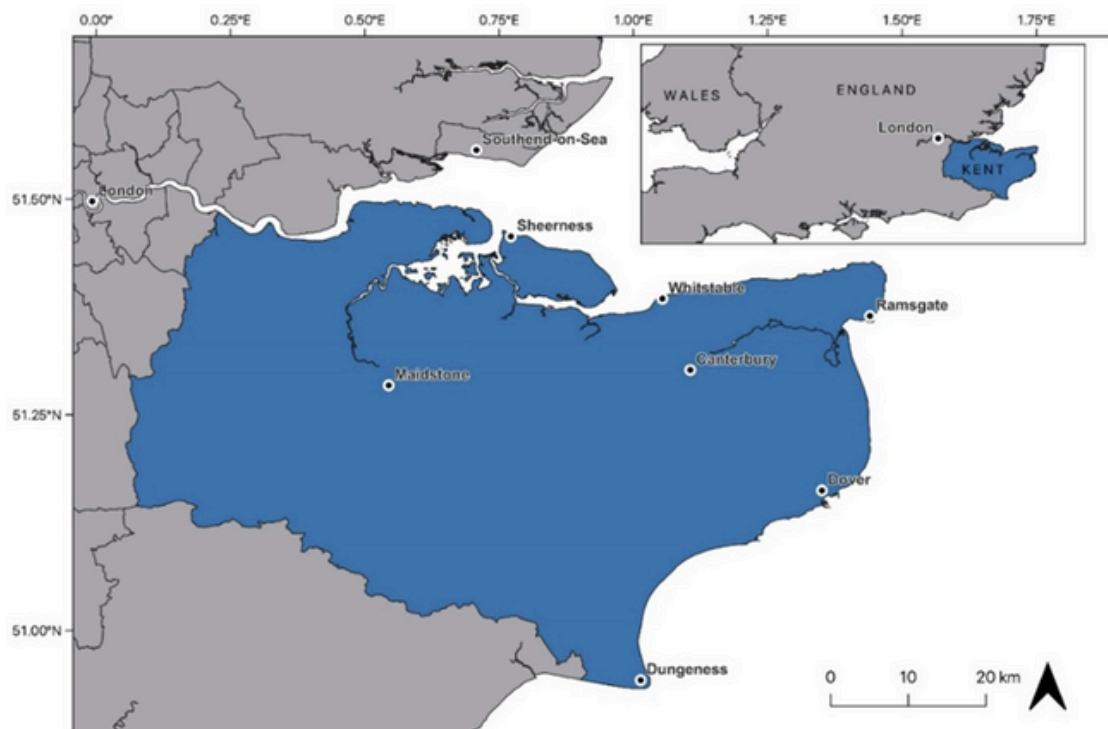 0.00° 0.25°E 0.50°E 0.75°E 1.00°E 1.25°E 1.50°E 1.75°E
WALES
ENGLAND
London
KENT
Southend-on-Sea
London
51.50°N
Sheerness
Whitstable
Ramsgate
Canterbury
Maidstone
51.25°N
Dover
51.00°N
Dungeness
0 10 20 km